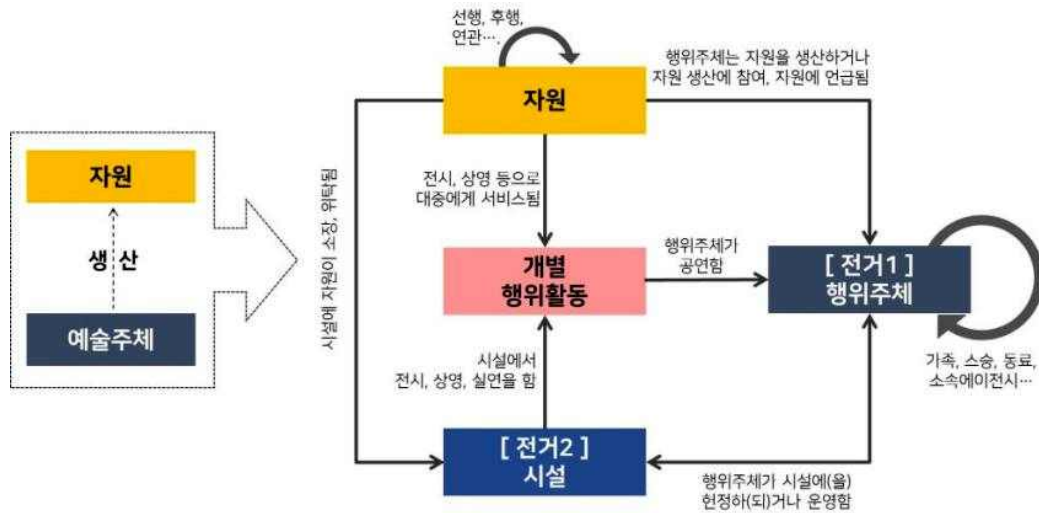 자원
생 산
예술주체
시설에 자원이 소장, 위탁됨
선행, 후행,
연관….
자원
행위주체는 자원을 생산하거나
자원 생산에 참여, 자원에 언급됨
전시, 상영 등으로
대중에게 서비스됨
개별
행위활동
행위주체가
공연함
[ 전거1 ]
행위주체
가족, 스승, 동료,
소속에이전시…
시설에서
전시, 상영, 실연을 함
[ 전거2 ]
시설
행위주체가 시설에(을)
헌정하(되)거나 운영함